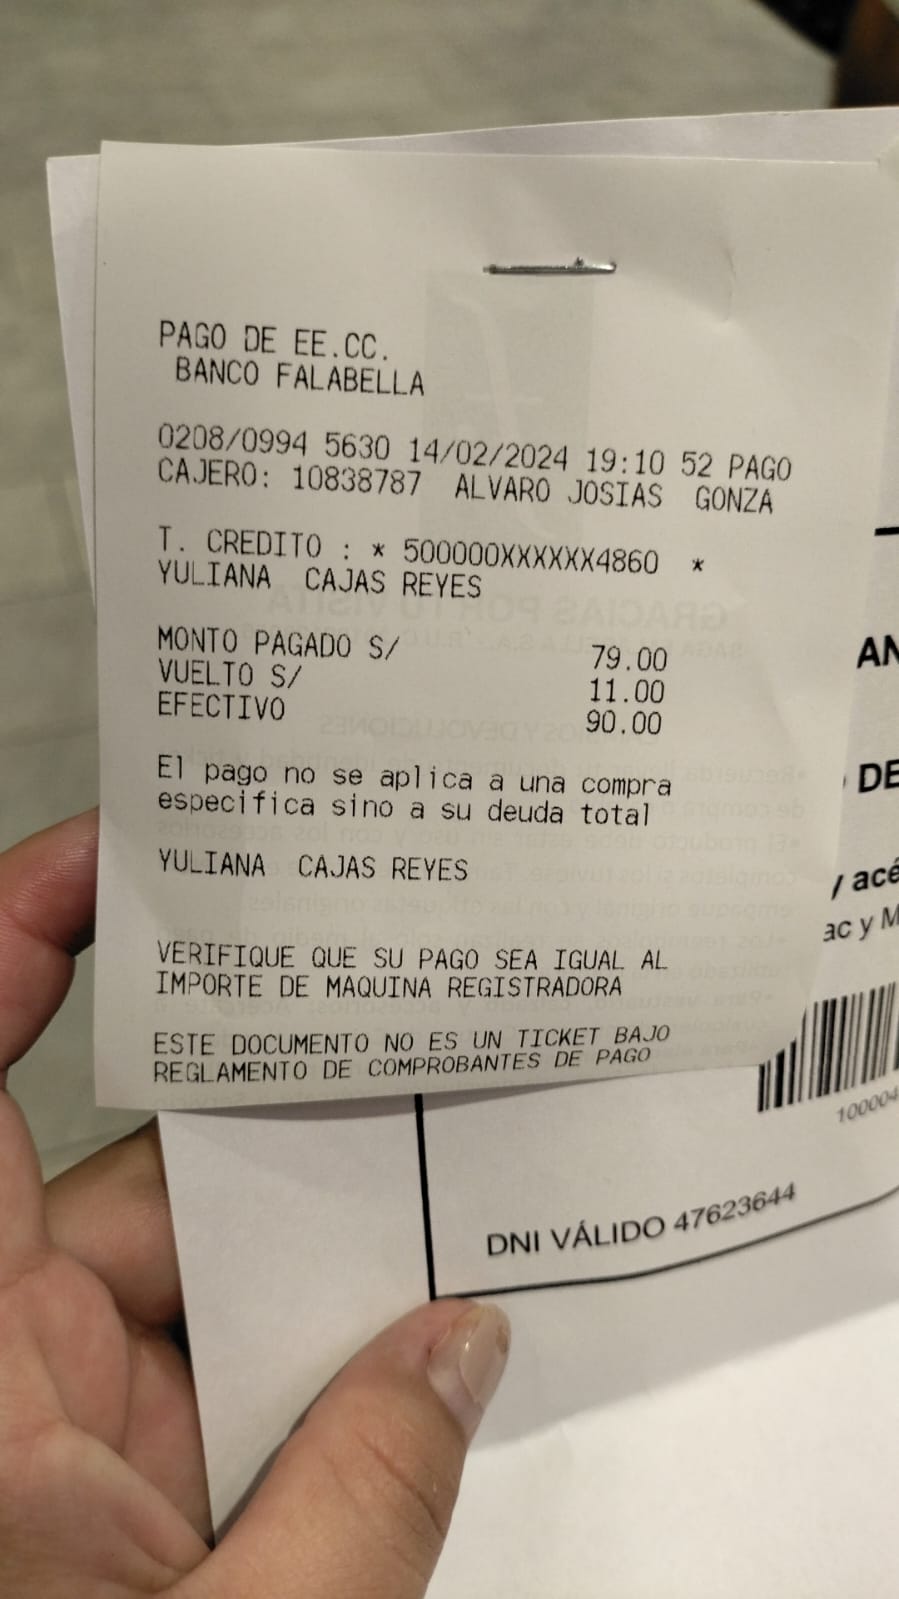 PAGO DE EE.CC.
BANCO FALABELLA
0208/0994 5630 14/02/2024 19:10 52 PAGO
CAJERO: 10838787 ALVARO JOSIAS GONZA
T. CREDITO : * 500000XXXXXX4860 *
YULIANA CAJAS REYES
MONTO PAGADO S/ 79.00
VUELTO S/ 11.00
EFECTIVO 90.00
El pago no se aplica a una compra
especifica sino a su deuda total
YULIANA CAJAS REYES
VERIFIQUE QUE SU PAGO SEA IGUAL AL
IMPORTE DE MAQUINA REGISTRADORA
ESTE DOCUMENTO NO ES UN TICKET BAJO
REGLAMENTO DE COMPROBANTES DE PAGO
AN
DE
y acé
ac y M
100004
DNI VÁLIDO 47623644